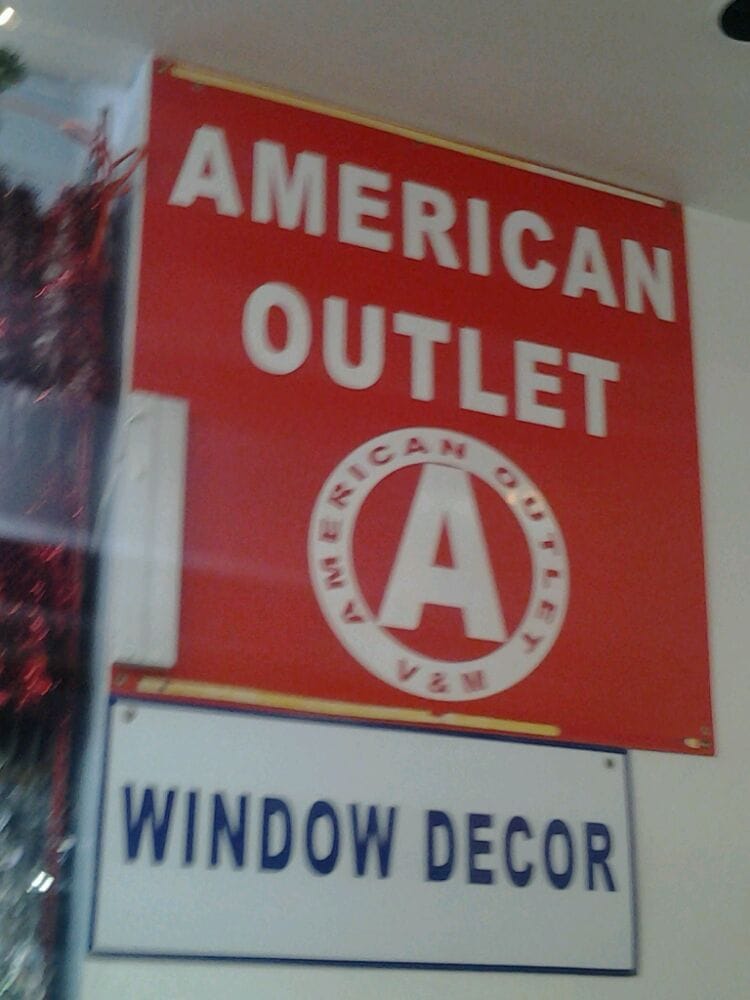 AMERICAN
OUTLET
AMERICAN OUTLET
A
V&M
WINDOW DECOR